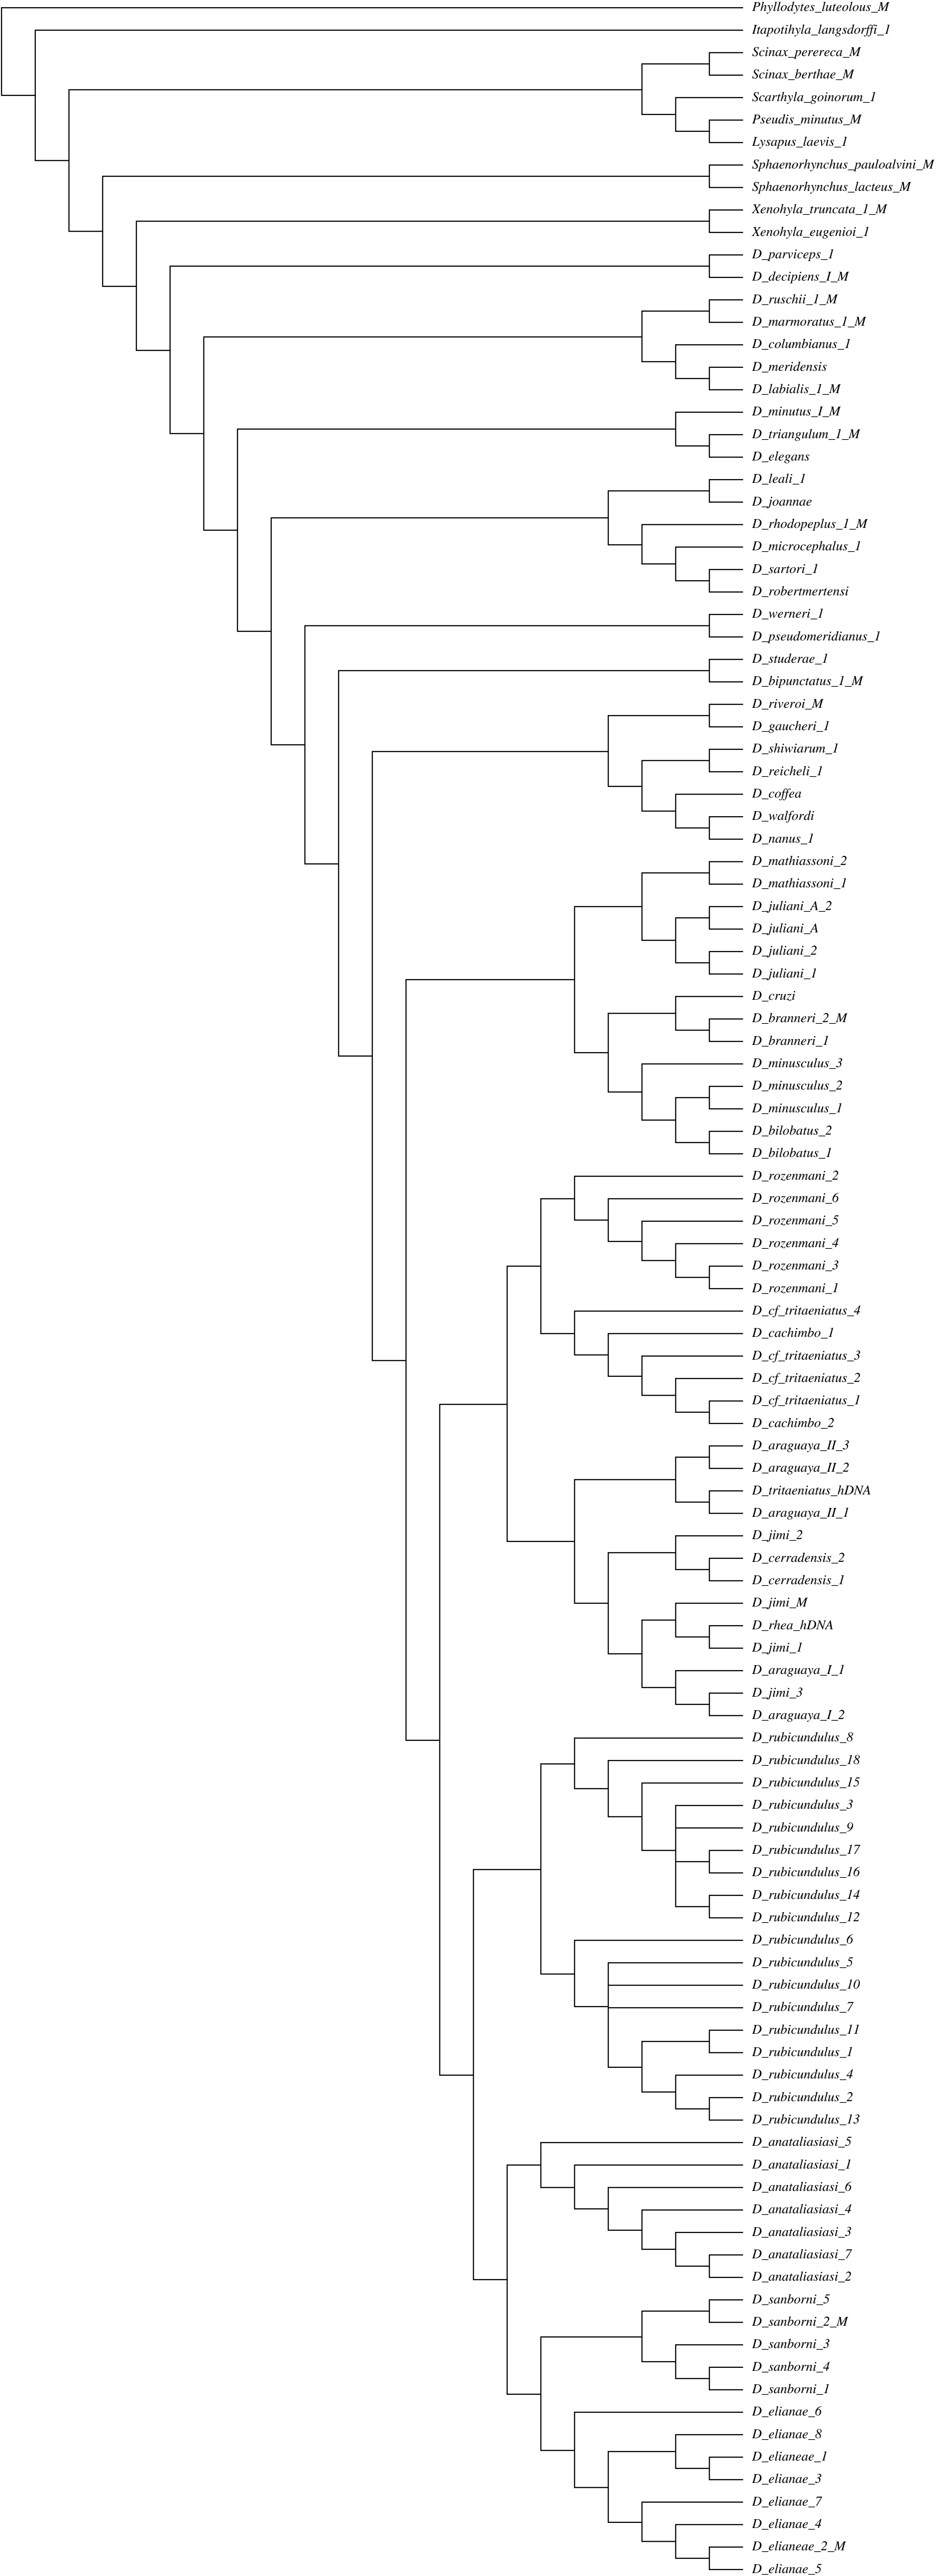 Phyllodytes_luteolous_M
Itapotihyla_langsdorffi_1
Scinax_perereca_M
Scinax_berthae_M
Scarthyla_goinorum_1
Pseudis_minutus_M
Lysapus_laevis_1
Sphaenorhynchus_pauloalvini_M
Sphaenorhynchus_lacteus_M
Xenohyla_truncata_1_M
Xenohyla_eugenioi_1
D_parviceps_1
D_decipiens_I_M
D_ruschii_1_M
D_marmoratus_1_M
D_columbianus_1
D_meridensis
D_labialis_1_M
D_minutus_I_M
D_triangulum_1_M
D_elegans
D_leali_1
D_joannae
D_rhodopeplus_1_M
D_microcephalus_1
D_sartori_1
D_robertmertensi
D_werneri_1
D_pseudomeridianus_1
D_studerae_1
D_bipunctatus_1_M
D_riveroi_M
D_gaucheri_1
D_shiwiarum_1
D_reicheli_1
D_coffea
D_walfordi
D_nanus_1
D_mathiassoni_2
D_mathiassoni_1
D_juliani_A_2
D_juliani_A
D_juliani_2
D_juliani_1
D_cruzi
D_branneri_2_M
D_branneri_1
D_minusculus_3
D_minusculus_2
D_minusculus_1
D_bilobatus_2
D_bilobatus_1
D_rozenmani_2
D_rozenmani_6
D_rozenmani_5
D_rozenmani_4
D_rozenmani_3
D_rozenmani_1
D_cf_tritaeniatus_4
D_cachimbo_1
D_cf_tritaeniatus_3
D_cf_tritaeniatus_2
D_cf_tritaeniatus_1
D_cachimbo_2
D_araguaya_II_3
D_araguaya_II_2
D_tritaeniatus_hDNA
D_araguaya_II_1
D_jimi_2
D_cerradensis_2
D_cerradensis_1
D_jimi_M
D_rhea_hDNA
D_jimi_1
D_araguaya_I_1
D_jimi_3
D_araguaya_I_2
D_rubicundulus_8
D_rubicundulus_18
D_rubicundulus_15
D_rubicundulus_3
D_rubicundulus_9
D_rubicundulus_17
D_rubicundulus_16
D_rubicundulus_14
D_rubicundulus_12
D_rubicundulus_6
D_rubicundulus_5
D_rubicundulus_10
D_rubicundulus_7
D_rubicundulus_11
D_rubicundulus_1
D_rubicundulus_4
D_rubicundulus_2
D_rubicundulus_13
D_anataliasiasi_5
D_anataliasiasi_1
D_anataliasiasi_6
D_anataliasiasi_4
D_anataliasiasi_3
D_anataliasiasi_7
D_anataliasiasi_2
D_sanborni_5
D_sanborni_2_M
D_sanborni_3
D_sanborni_4
D_sanborni_1
D_elianae_6
D_elianae_8
D_elianeae_1
D_elianae_3
D_elianae_7
D_elianae_4
D_elianeae_2_M
D_elianae_5